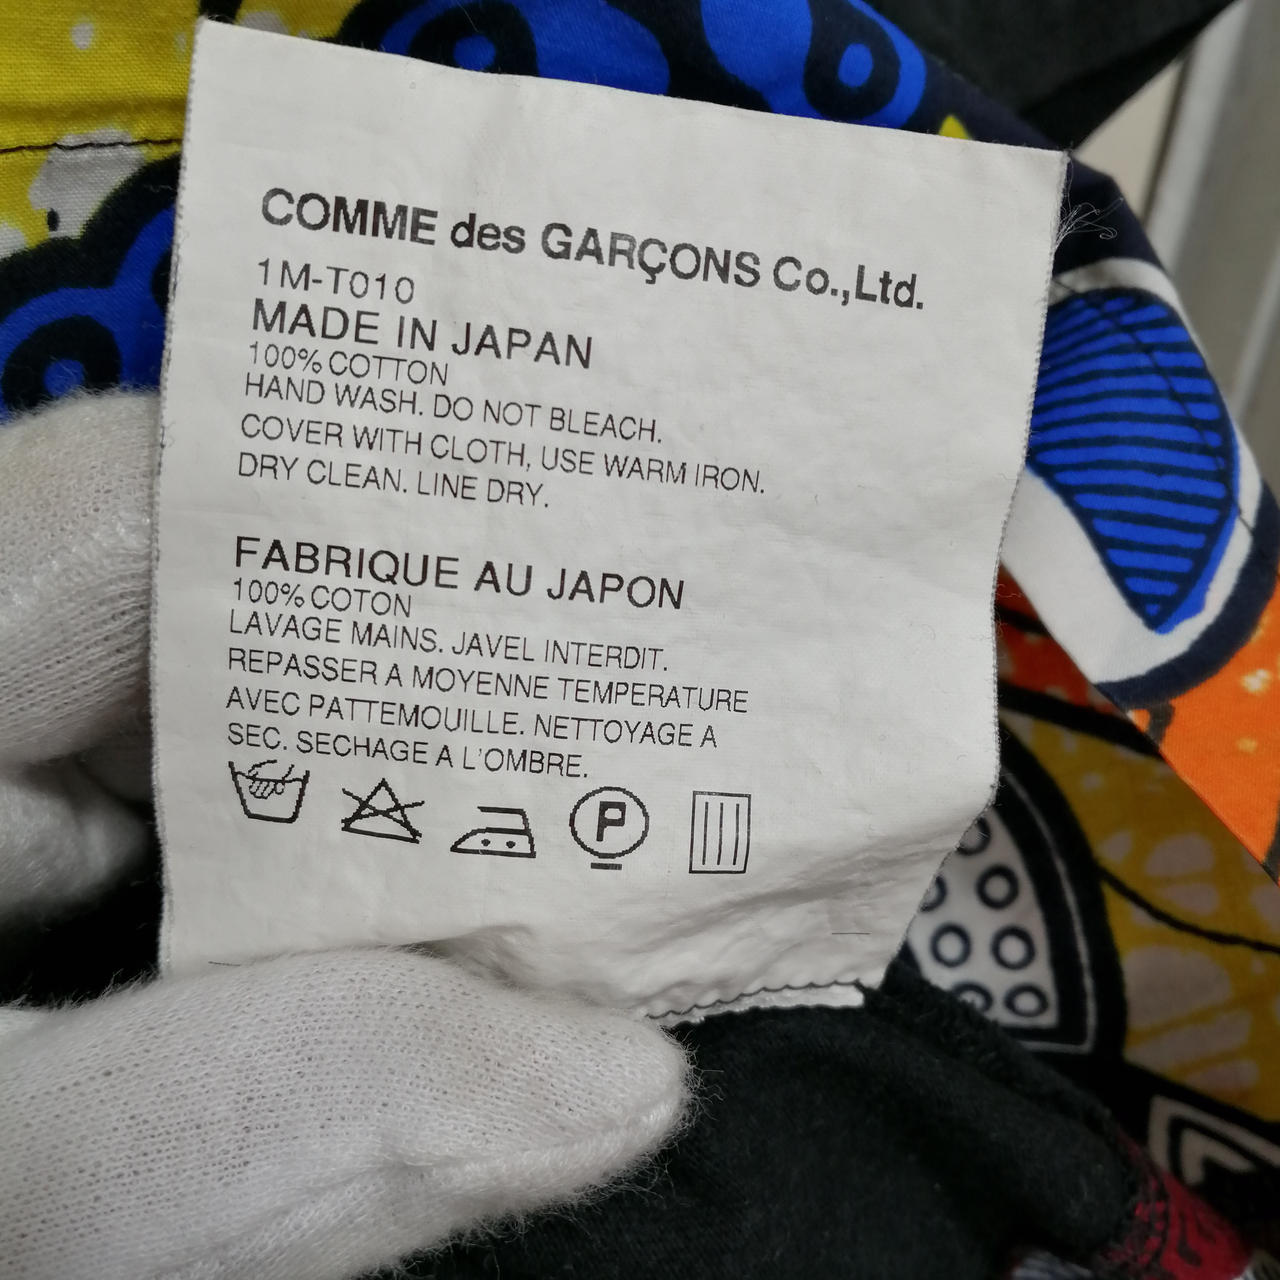 COMME des GARÇONS Co.,Ltd.
1M-T010
MADE IN JAPAN
100% COTTON
HAND WASH. DO NOT BLEACH.
COVER WITH CLOTH, USE WARM IRON.
DRY CLEAN. LINE DRY.
FABRIQUE AU JAPON
100% COTON
LAVAGE MAINS. JAVEL INTERDIT.
REPASSER A MOYENNE TEMPERATURE
AVEC PATTEMOUILLE. NETTOYAGE A
SEC. SECHAGE A L'OMBRE.
P